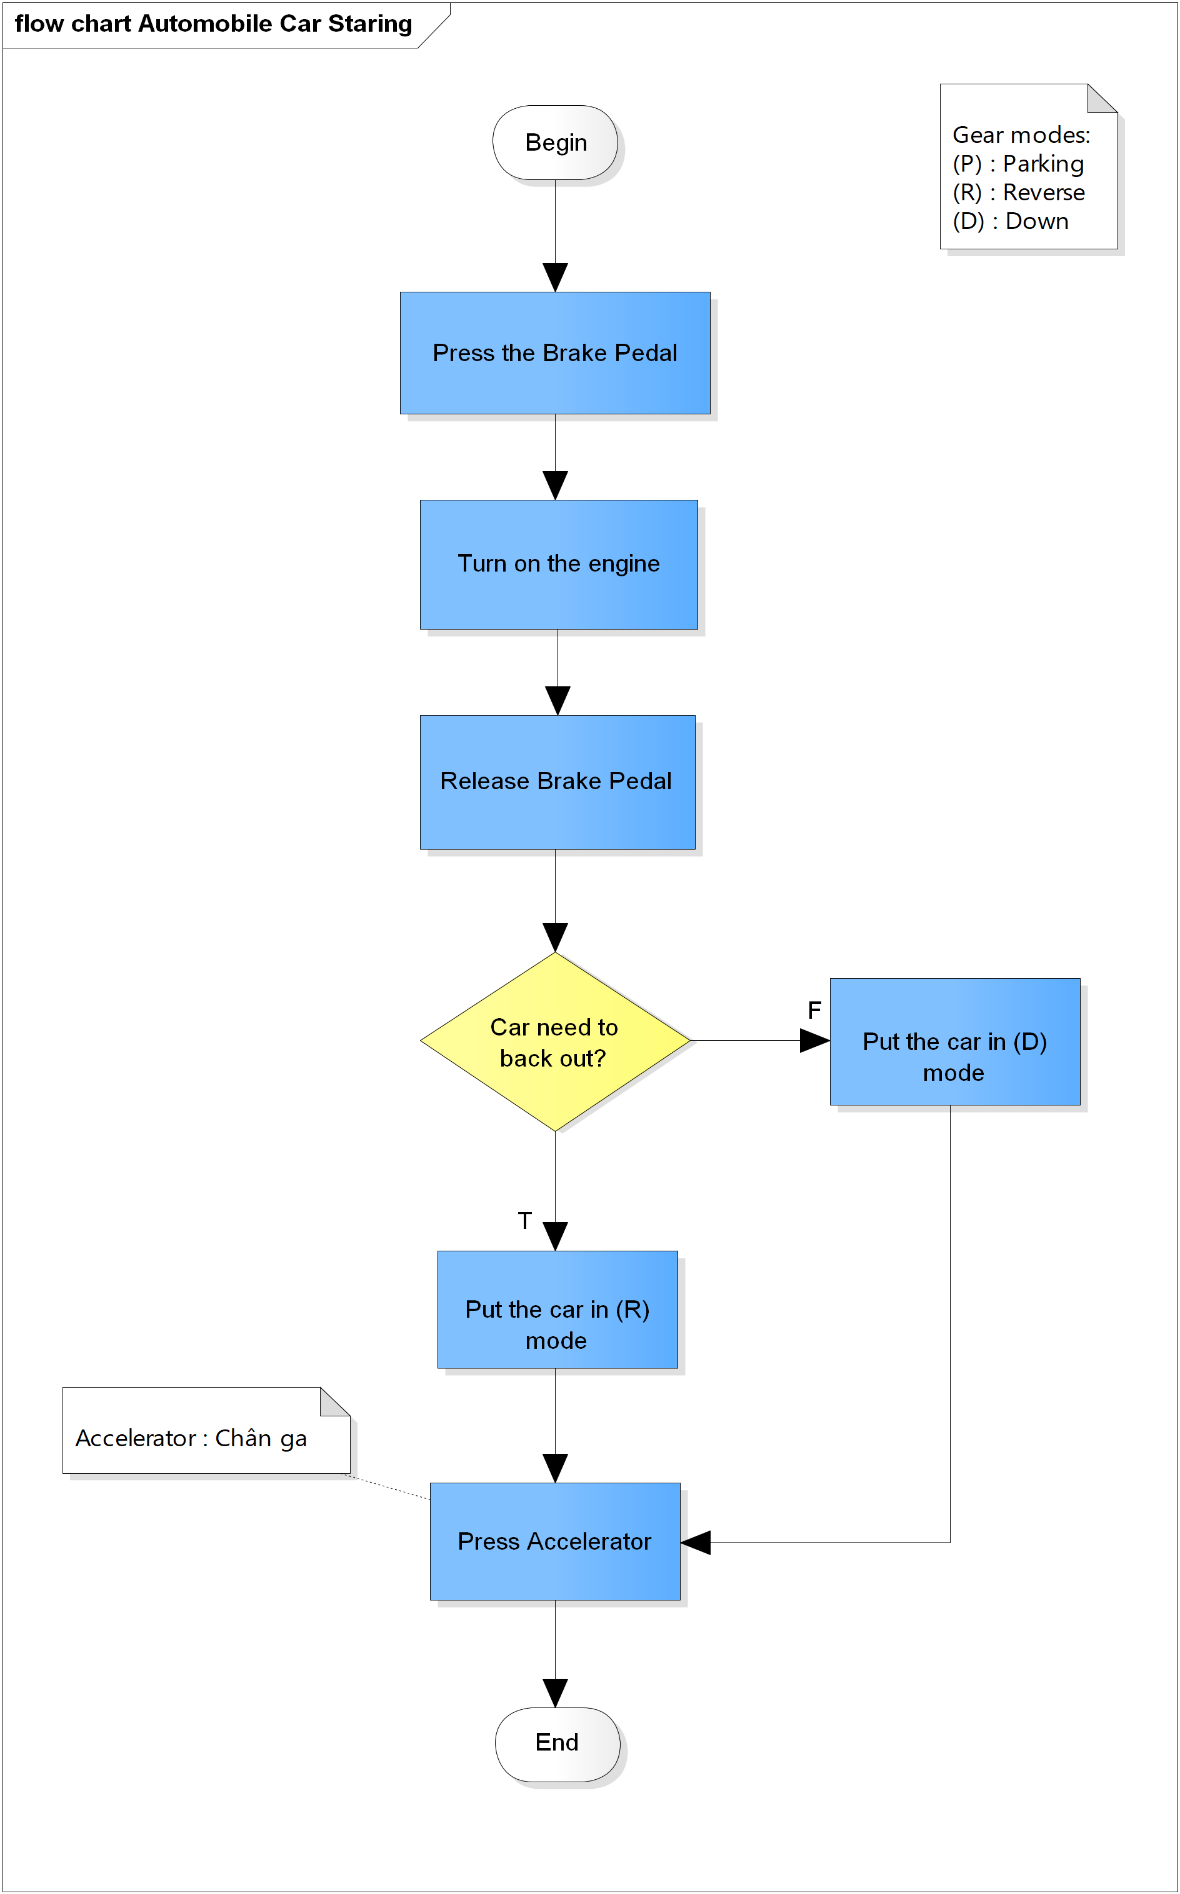 flow chart Automobile Car Staring
Begin
Gear modes:
(P) : Parking
(R) : Reverse
(D) : Down
Press the Brake Pedal
Turn on the engine
Release Brake Pedal
Car need to
back out?
F
Put the car in (D)
mode
T
Put the car in (R)
mode
Accelerator : Chân ga
Press Accelerator
End